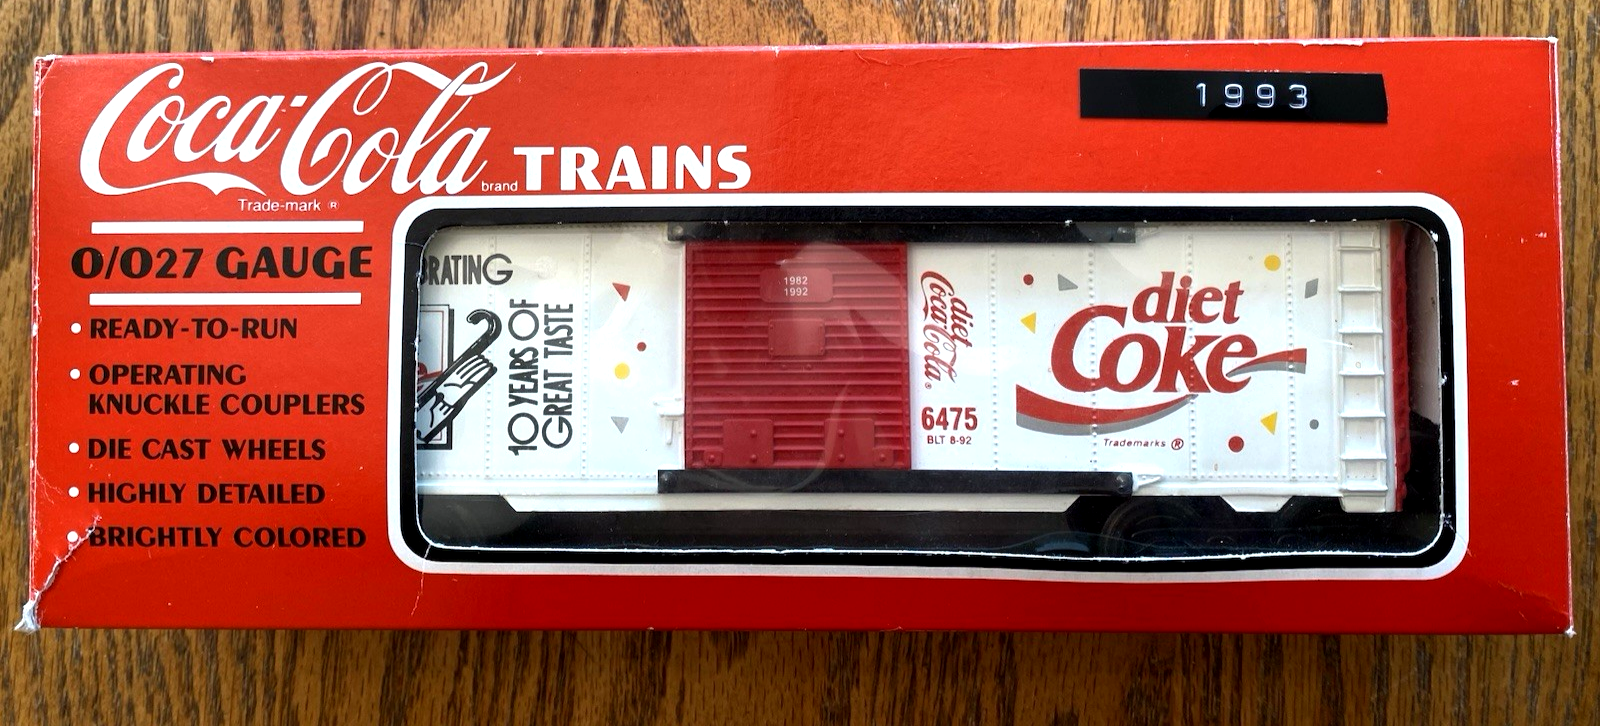 Coca-Cola
brand TRAINS
Trade-mark ®
1993
O/O27 GAUGE
• READY-TO-RUN
• OPERATING
KNUCKLE COUPLERS
• DIE CAST WHEELS
• HIGHLY DETAILED
• BRIGHTLY COLORED
RATING
10 YEARS OF
GREAT TASTE
1982
1992
diet
Coca-Cola®
6475
BLT 8-92
diet
Coke
Trademarks ®